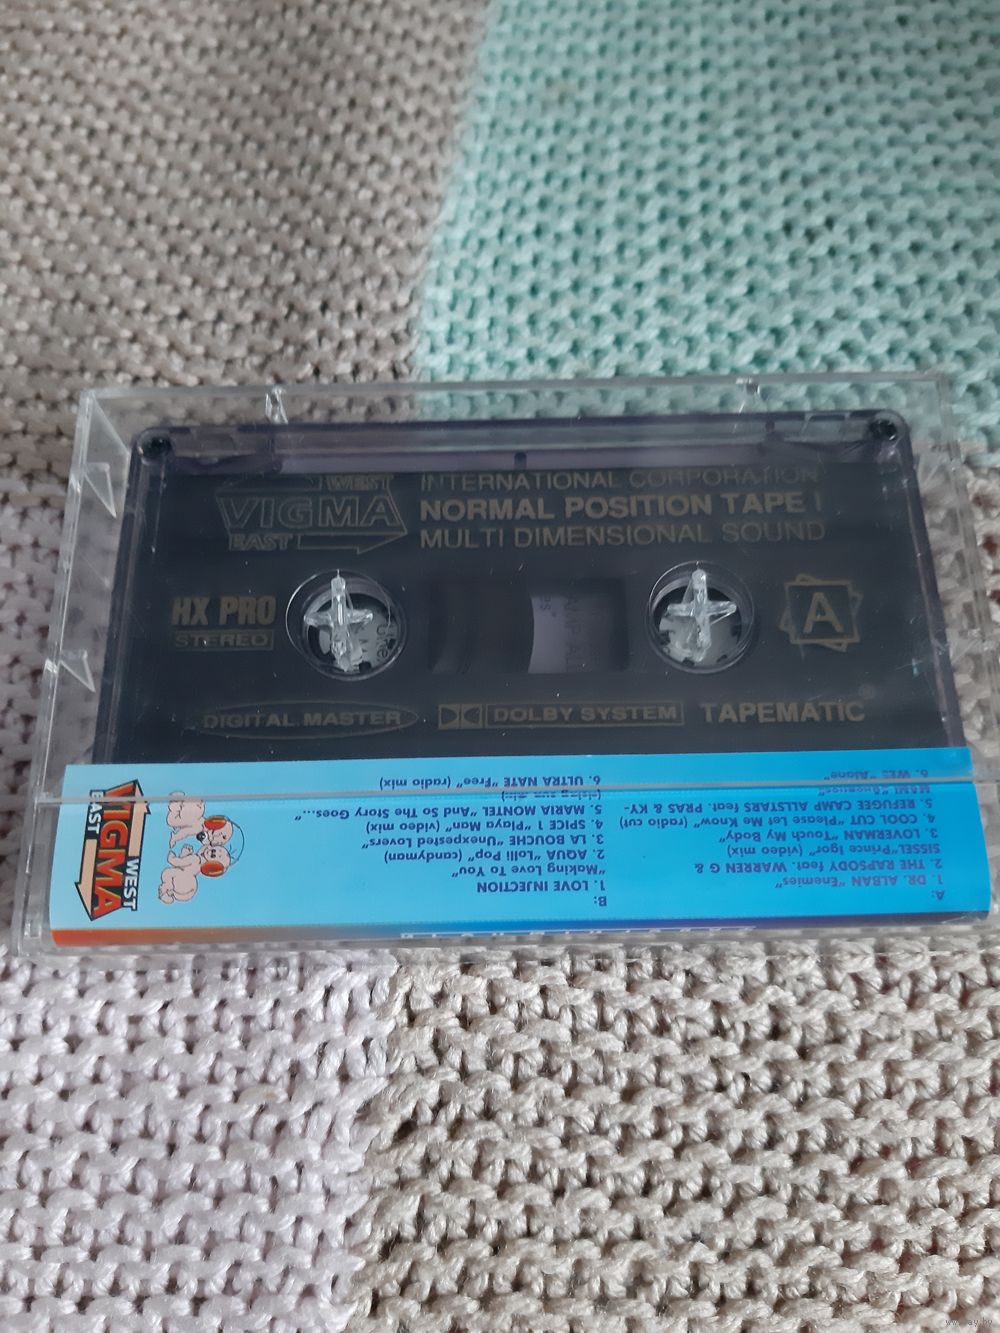 WEST
VIGMA
EAST
INTERNATIONAL CORPORATION
NORMAL POSITION TAPE I
MULTI DIMENSIONAL SOUND
HX PRO
STEREO
A
DIGITAL MASTER
DOLBY SYSTEM
TAPEMATIC
A:
1. DR. ALBAN "Enemies"
2. THE RAPSODY feat. WARREN G &
SISSEL "Prince Igor" (video mix)
3. LOVERMAN "Touch My Body"
4. COOL CUT "Please Let Me Know" (radio cut)
5. REFUGEE CAMP ALLSTARS feat. PRAS & KY-
6. WES "Alane"
B:
1. LOVE INJECTION
"Making Love To You"
2. AQUA "Lolli Pop" (candyman)
3. LA BOUCHE "Unexpested Lovers"
4. SPICE 1 "Playa Man" (video mix)
5. MARIA MONTEL "And So The Story Goes..."
6. ULTRA NATE "Free" (radio mix)
WEST
VIGMA
EAST